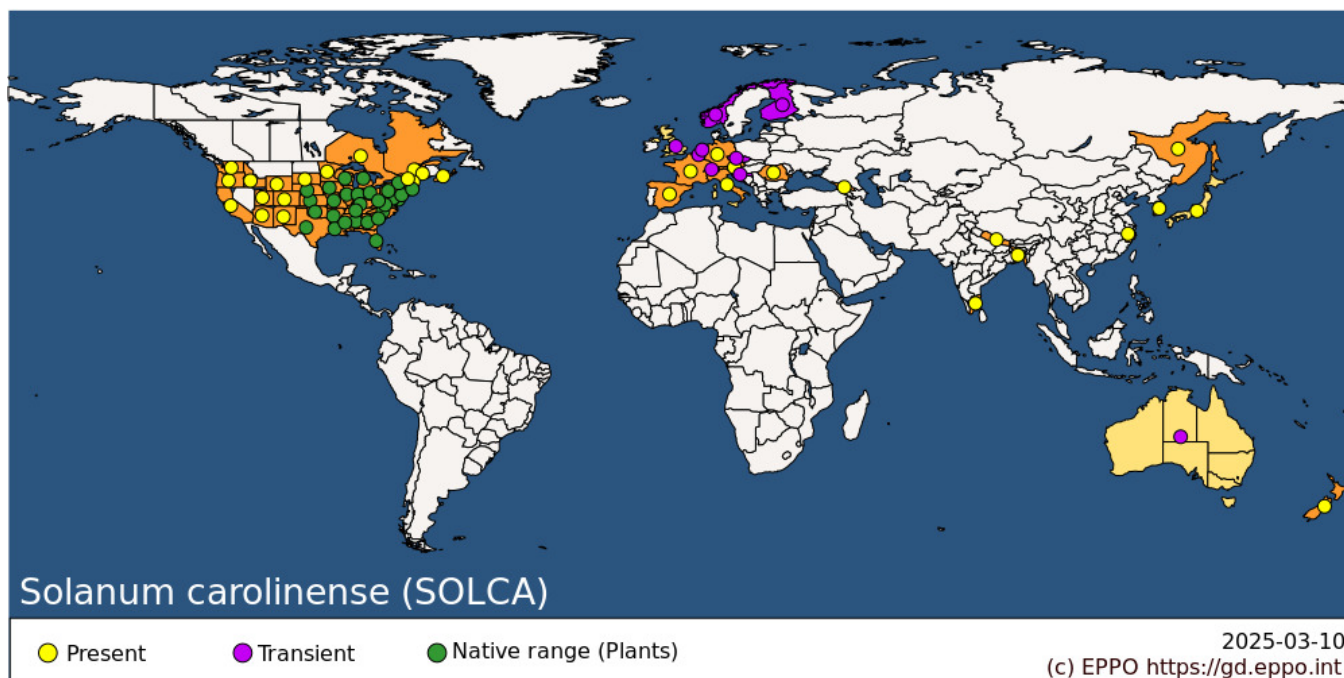 Solanum carolinense (SOLCA)
Present
Transient
Native range (Plants)
2025-03-10
(c) EPPO https://gd.eppo.int